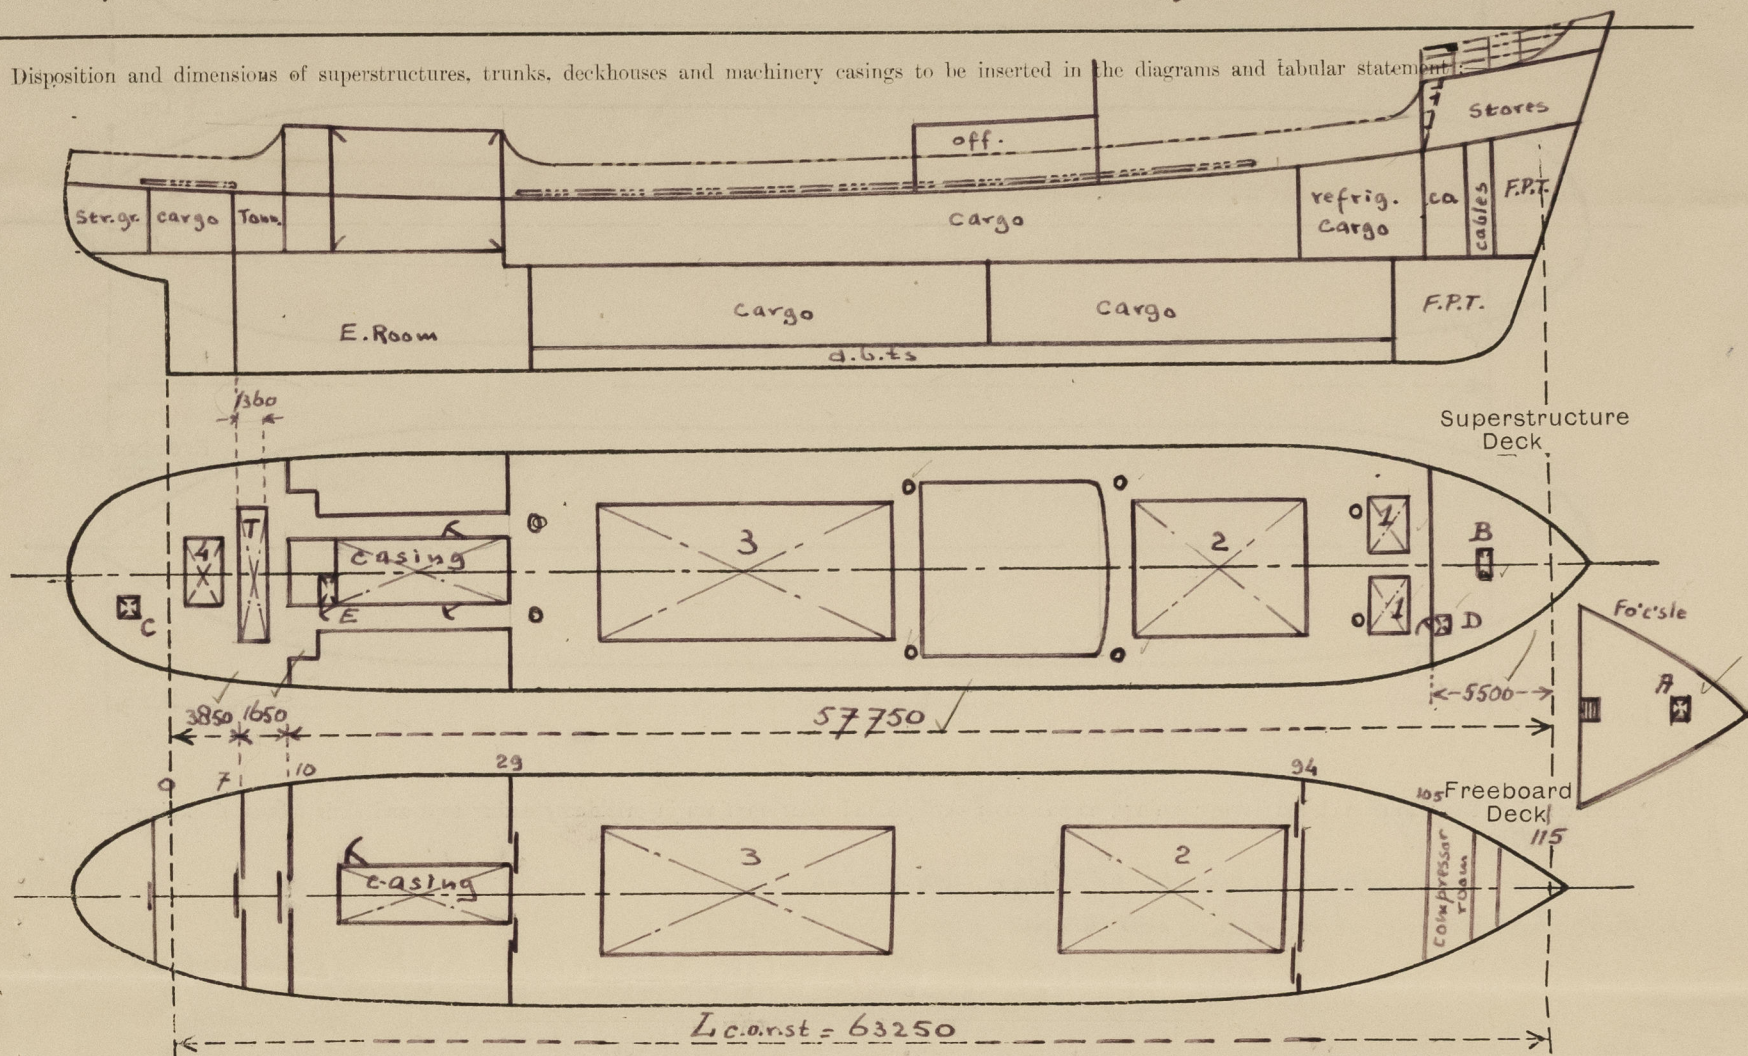 Disposition and dimensions of superstructures, trunks, deckhouses and machinery casings to be inserted in the diagrams and tabular statement:—
Stores
off.
Str.gr. cargo Tonn. cargo refrig. cargo ca cables F.P.T.
E.Room cargo cargo F.P.T.
d.b.ts
1360
Superstructure
Deck
4 T casing 3 2 1 B
C E 1 D
Fo'c'sle
A
3850 1650 57750 5500
0 7 10 29 94 105 Freeboard
Deck
115
casing 3 2 compressor room
L const = 63250